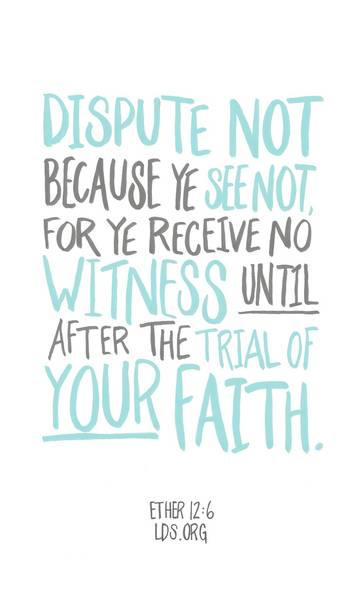 DISPUTE NOT
BECAUSE YE SEE NOT,
FOR YE RECEIVE NO
WITNESS UNTIL
AFTER THE TRIAL OF
YOUR FAITH.
ETHER 12:6
LDS.ORG